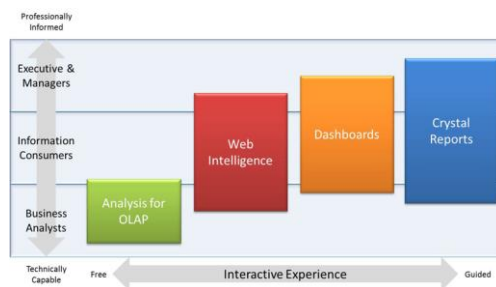 Professionally
Informed
Executive &
Managers
Information
Consumers
Business
Analysts
Technically
Capable
Analysis for
OLAP
Web
Intelligence
Dashboards
Crystal
Reports
Free
Interactive Experience
Guided